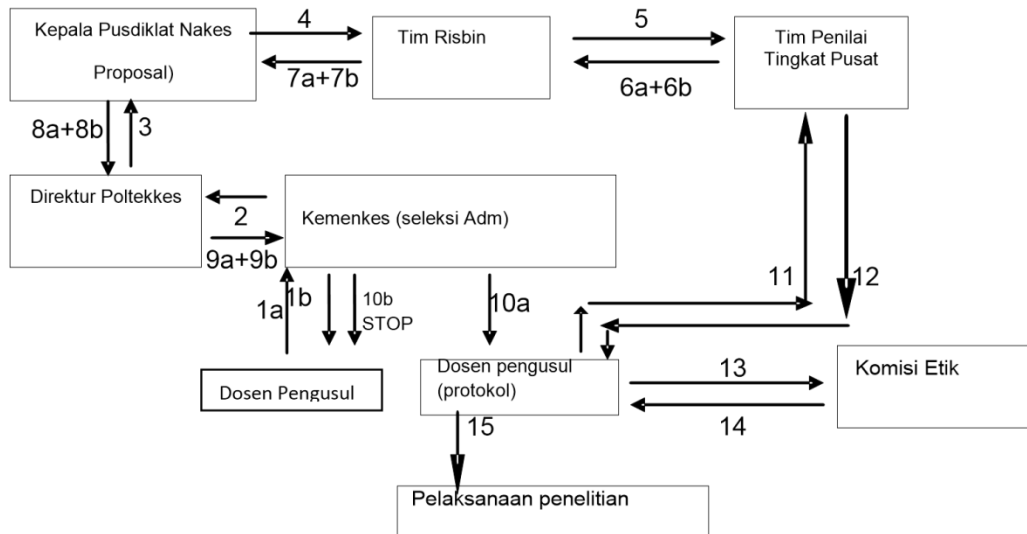 Kepala Pusdiklat Nakes
Proposal)
4
7a+7b
Tim Risbin
5
6a+6b
Tim Penilai
Tingkat Pusat
8a+8b
3
Direktur Poltekkes
2
9a+9b
Kemenkes (seleksi Adm)
1a
1b
10b
STOP
10a
11
12
Dosen Pengusul
Dosen pengusul
(protokol)
13
14
Komisi Etik
15
Pelaksanaan penelitian